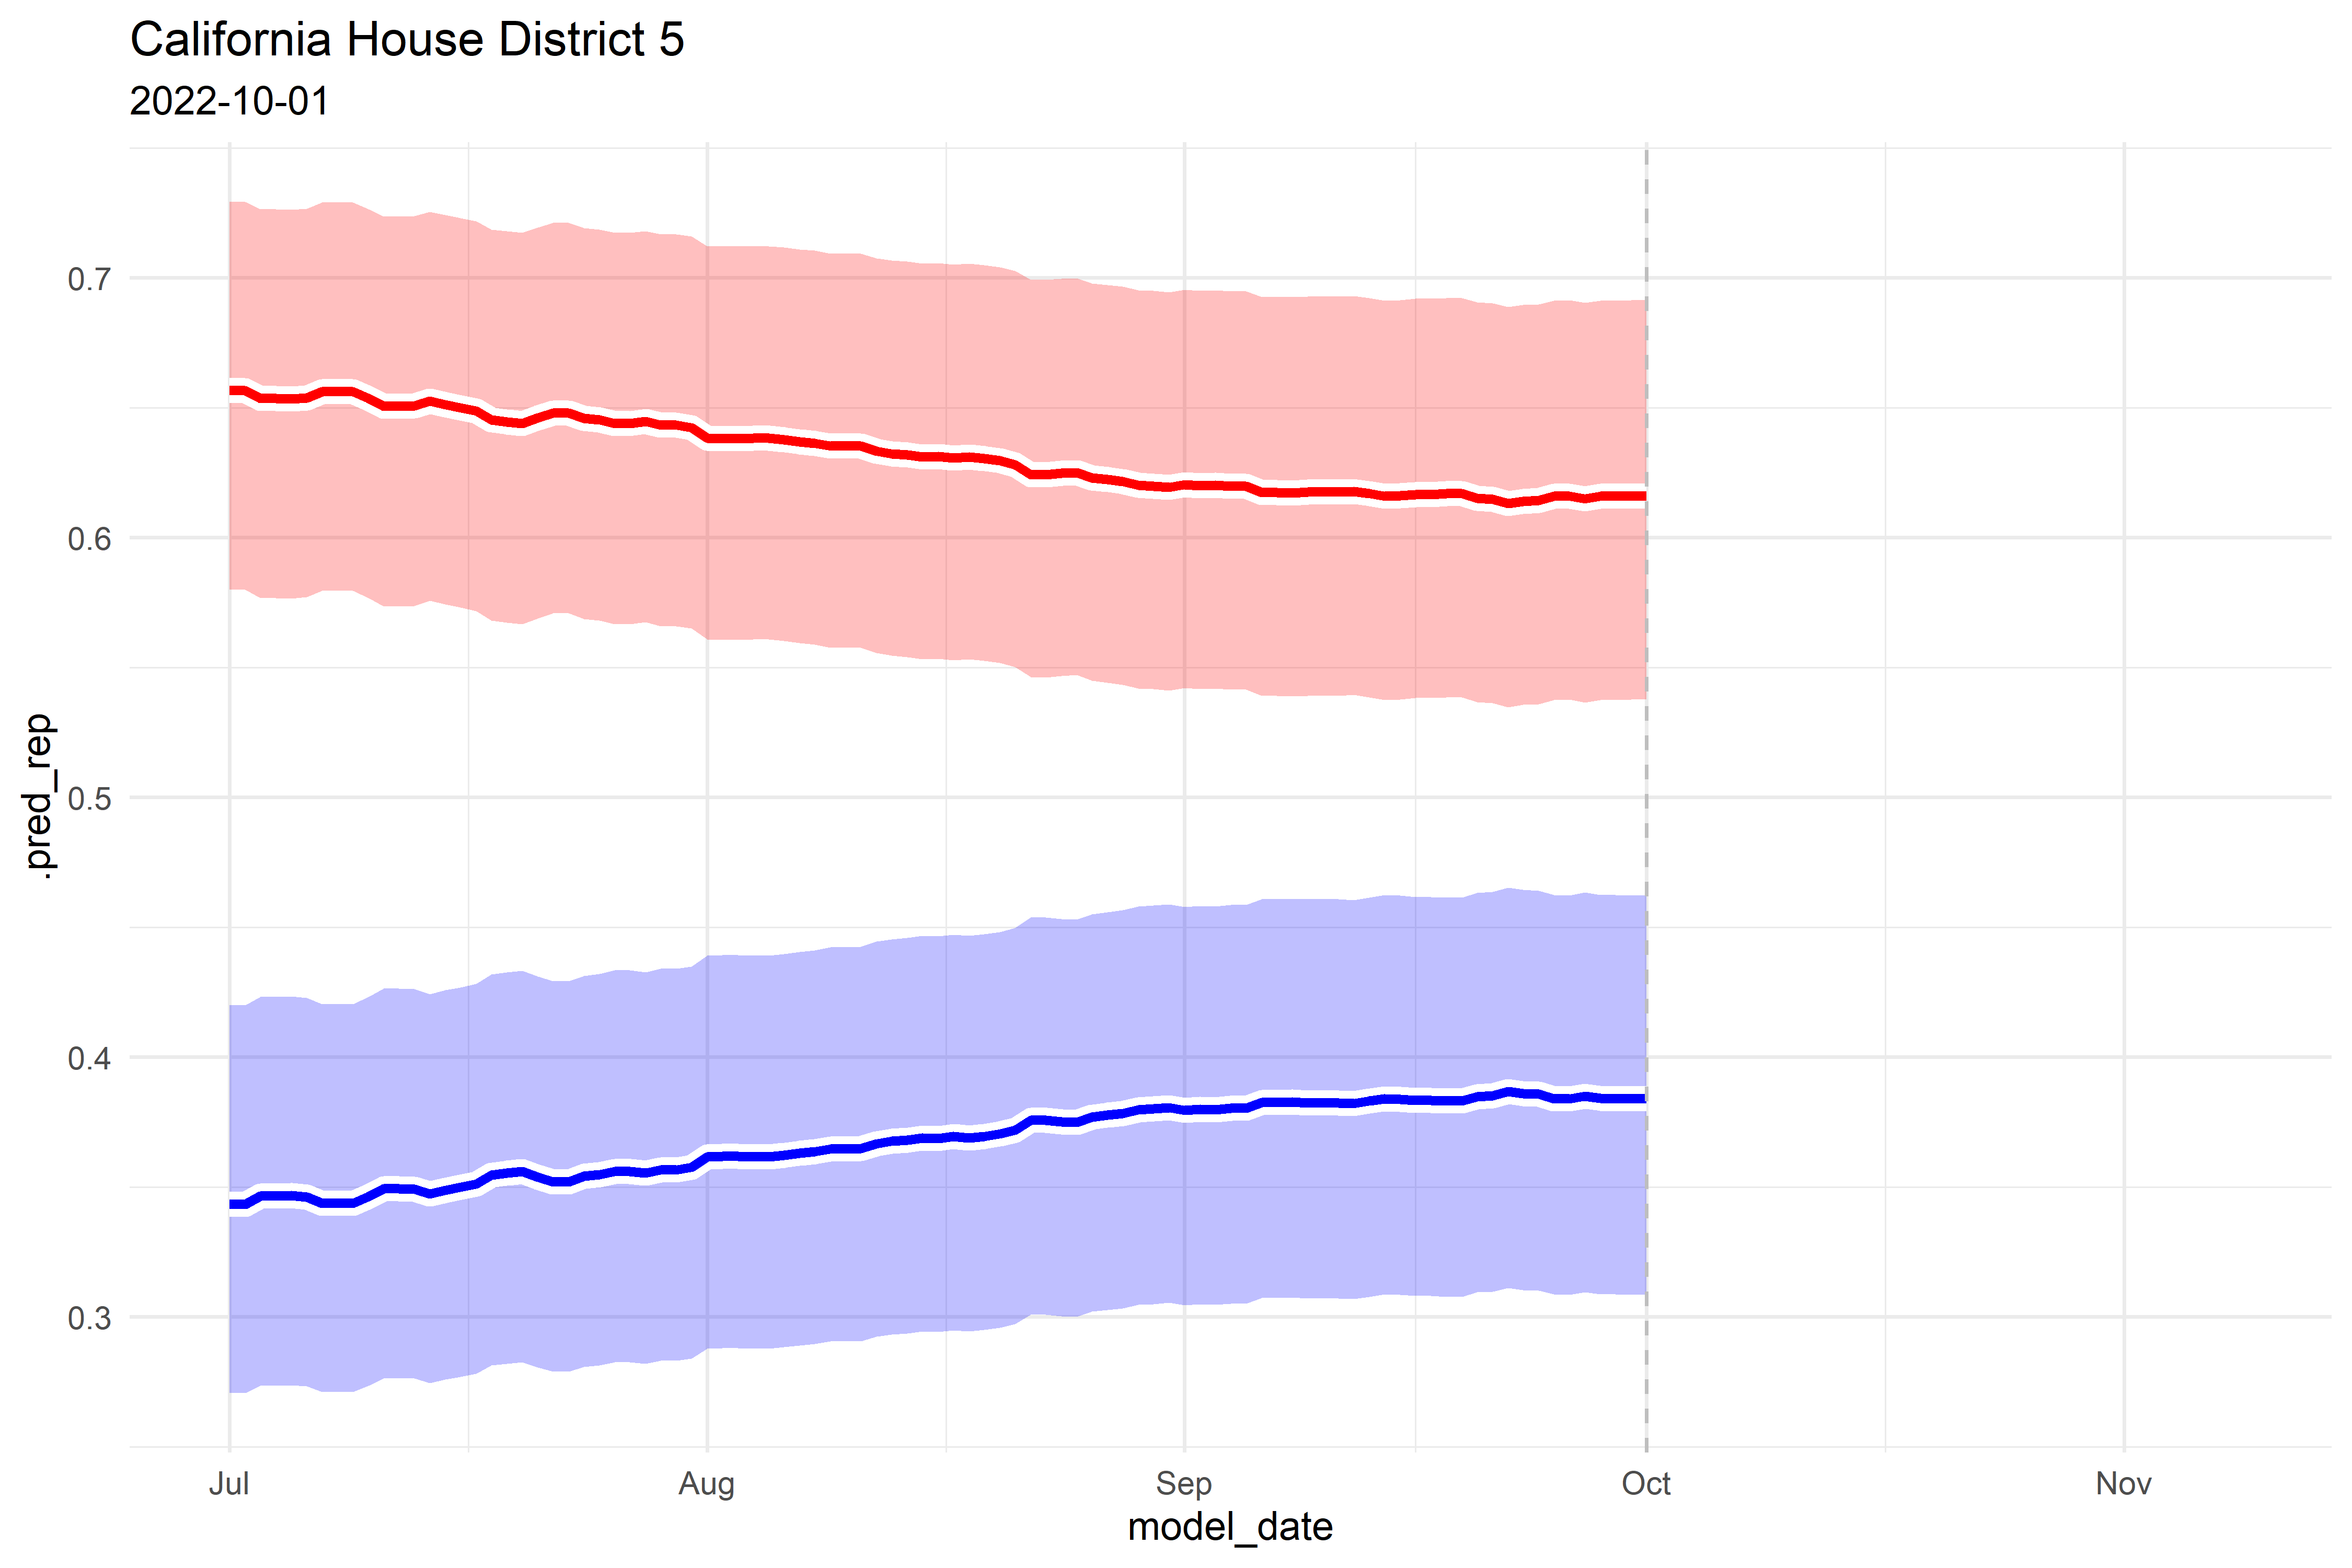 California House District 5
2022-10-01
.pred_rep
0.7
0.6
0.5
0.4
0.3
Jul Aug Sep Oct Nov
model_date